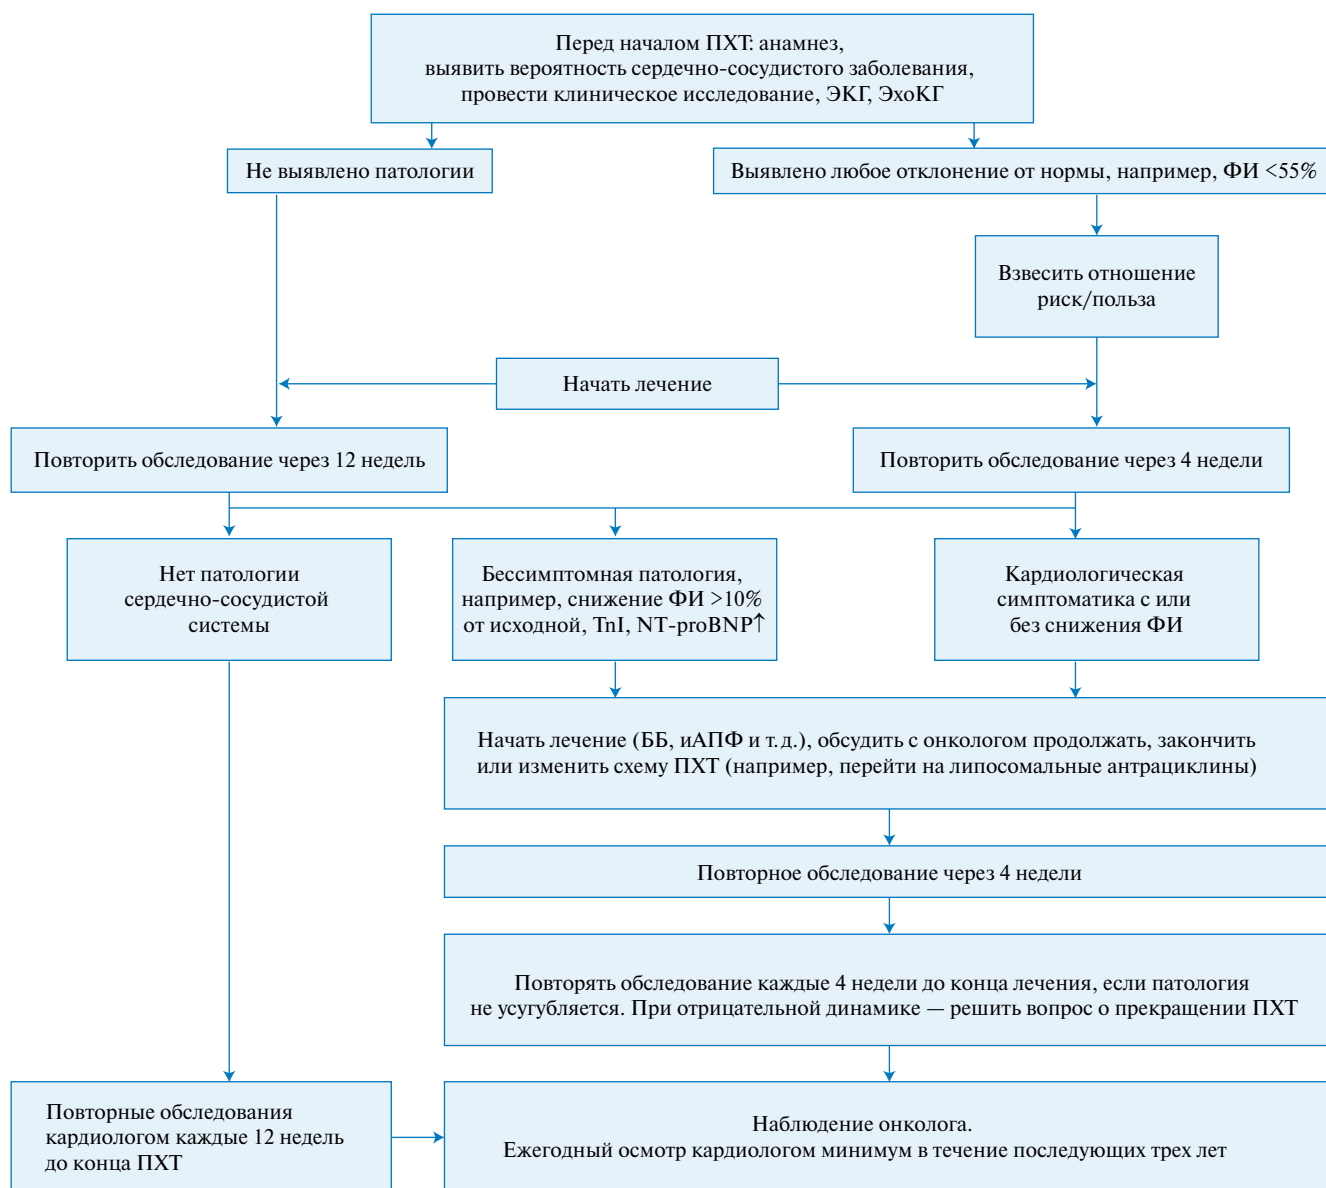 Перед началом ПХТ: анамнез,
выявить вероятность сердечно-сосудистого заболевания,
провести клиническое исследование, ЭКГ, ЭхоКГ
Не выявлено патологии
Выявлено любое отклонение от нормы, например, ФИ <55%
Взвесить отношение
риск/польза
Начать лечение
Повторить обследование через 12 недель
Повторить обследование через 4 недели
Нет патологии
сердечно-сосудистой
системы
Бессимптомная патология,
например, снижение ФИ >10%
от исходной, TnI, NT-proBNP↑
Кардиологическая
симптоматика с или
без снижения ФИ
Начать лечение (ББ, иАПФ и т. д.), обсудить с онкологом продолжать, закончить
или изменить схему ПХТ (например, перейти на липосомальные антрациклины)
Повторное обследование через 4 недели
Повторять обследование каждые 4 недели до конца лечения, если патология
не усугубляется. При отрицательной динамике — решить вопрос о прекращении ПХТ
Повторные обследования
кардиологом каждые 12 недель
до конца ПХТ
Наблюдение онколога.
Ежегодный осмотр кардиологом минимум в течение последующих трех лет